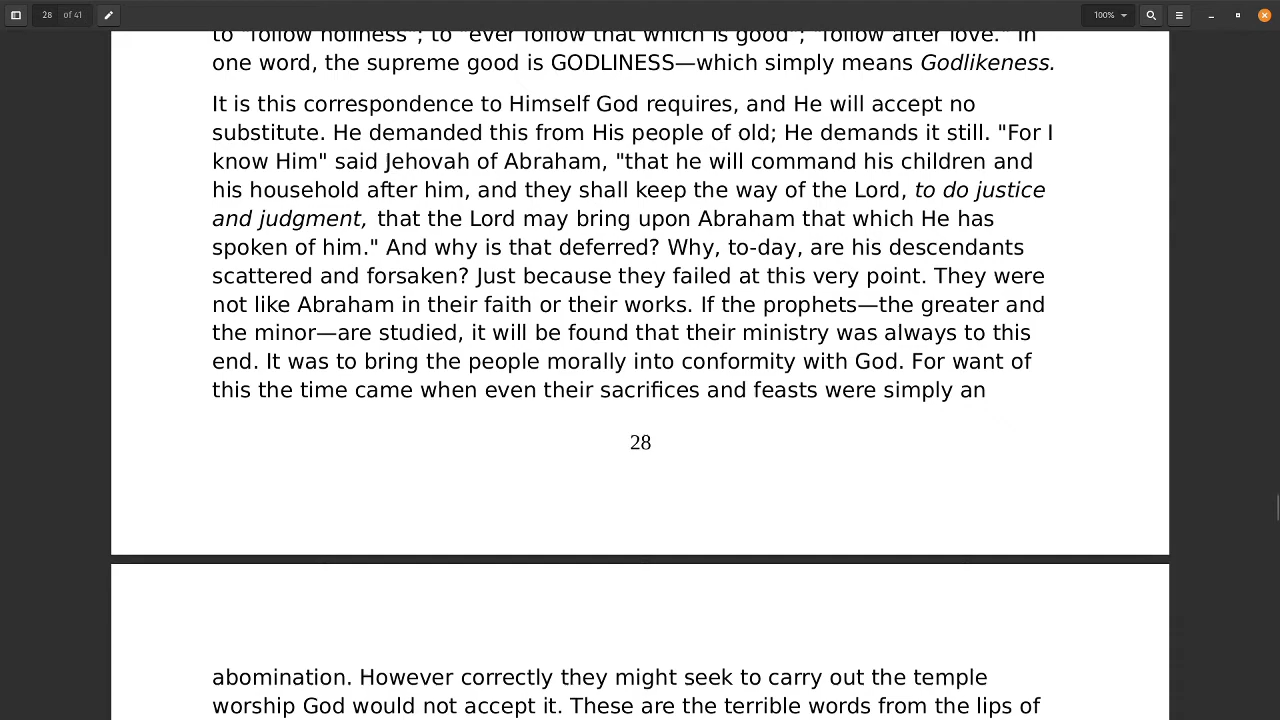 28 of 41
100%
to "follow holiness"; to "ever follow that which is good"; "follow after love." In
one word, the supreme good is GODLINESS—which simply means Godlikeness.
It is this correspondence to Himself God requires, and He will accept no
substitute. He demanded this from His people of old; He demands it still. "For I
know Him" said Jehovah of Abraham, "that he will command his children and
his household after him, and they shall keep the way of the Lord, to do justice
and judgment, that the Lord may bring upon Abraham that which He has
spoken of him." And why is that deferred? Why, to-day, are his descendants
scattered and forsaken? Just because they failed at this very point. They were
not like Abraham in their faith or their works. If the prophets—the greater and
the minor—are studied, it will be found that their ministry was always to this
end. It was to bring the people morally into conformity with God. For want of
this the time came when even their sacrifices and feasts were simply an
28
abomination. However correctly they might seek to carry out the temple
worship God would not accept it. These are the terrible words from the lips of